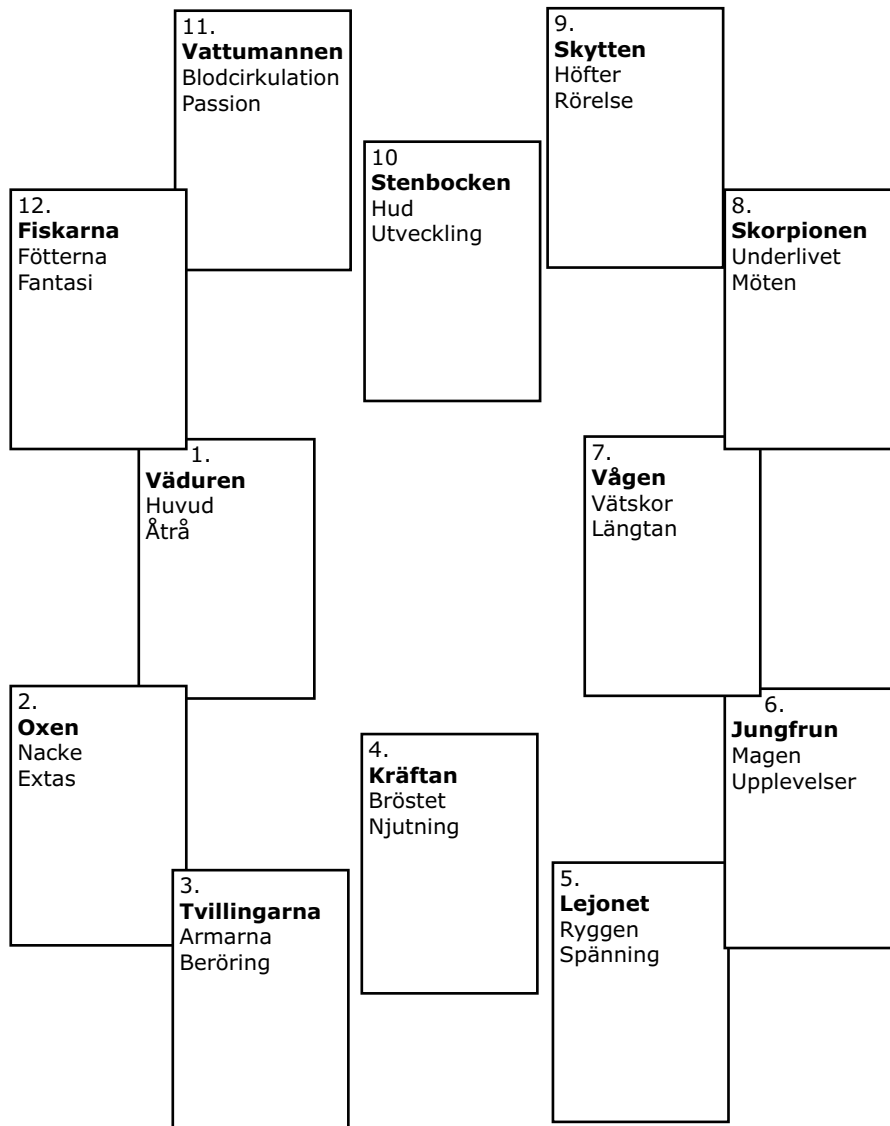 11.
Vattumannen
Blodcirkulation
Passion
9.
Skytten
Höfter
Rörelse
10
Stenbocken
Hud
Utveckling
12.
Fiskarna
Fötterna
Fantasi
8.
Skorpionen
Underlivet
Möten
1.
Väduren
Huvud
Åtrå
7.
Vågen
Vätskor
Längtan
2.
Oxen
Nacke
Extas
6.
Jungfrun
Magen
Upplevelser
4.
Kräftan
Bröstet
Njutning
3.
Tvillingarna
Armarna
Beröring
5.
Lejonet
Ryggen
Spänning